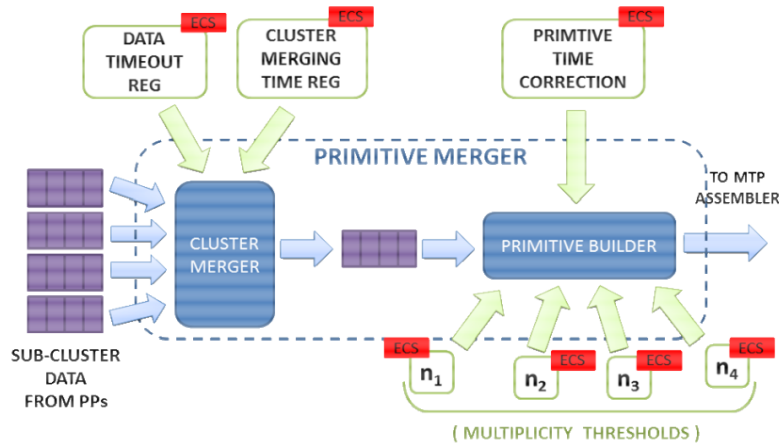 ECS
DATA
TIMEOUT
REG
ECS
CLUSTER
MERGING
TIME REG
ECS
PRIMTIVE
TIME
CORRECTION
PRIMITIVE MERGER
TO MTP
ASSEMBLER
CLUSTER
MERGER
PRIMITIVE BUILDER
SUB-CLUSTER
DATA
FROM PPs
ECS
n1
ECS
n2
ECS
n3
ECS
n4
( MULTIPLICITY THRESHOLDS )